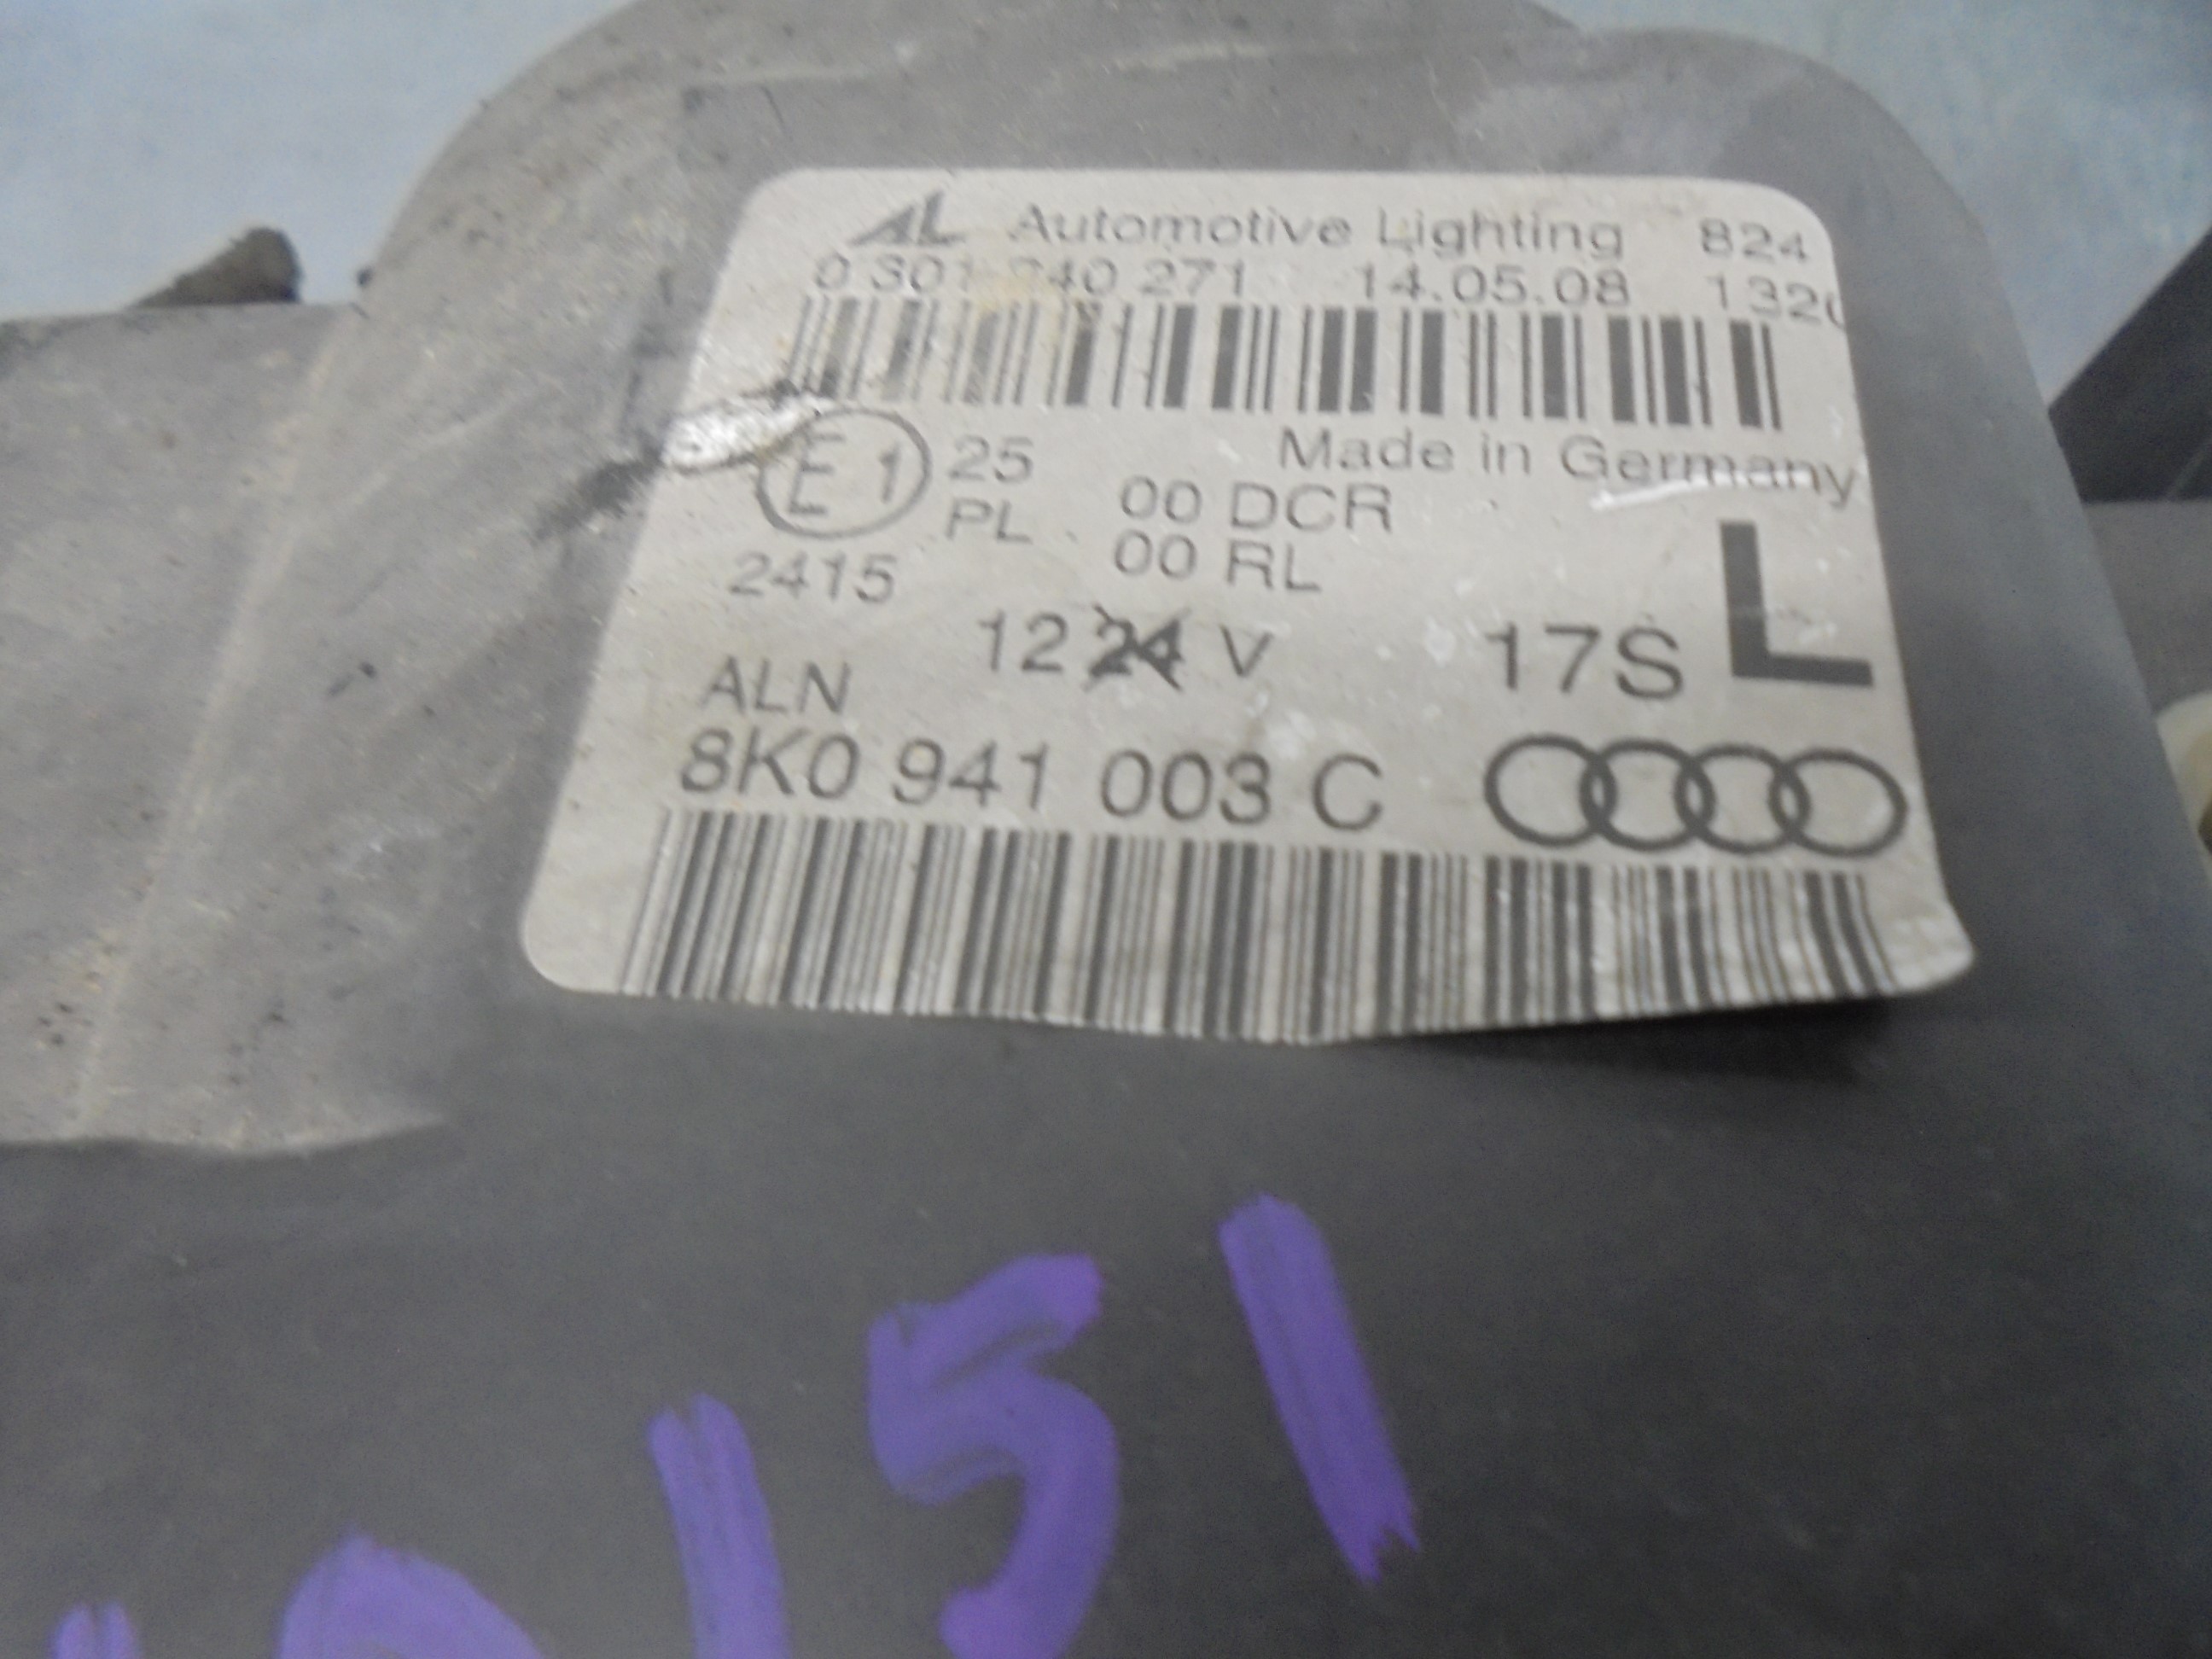 AL Automotive Lighting 824
0 301 240 271 14.05.08
Made in Germany
E1 25
PL 00 DCR
00 RL
2415
L
12 24 V 17S
ALN
8K0 941 003 C
151